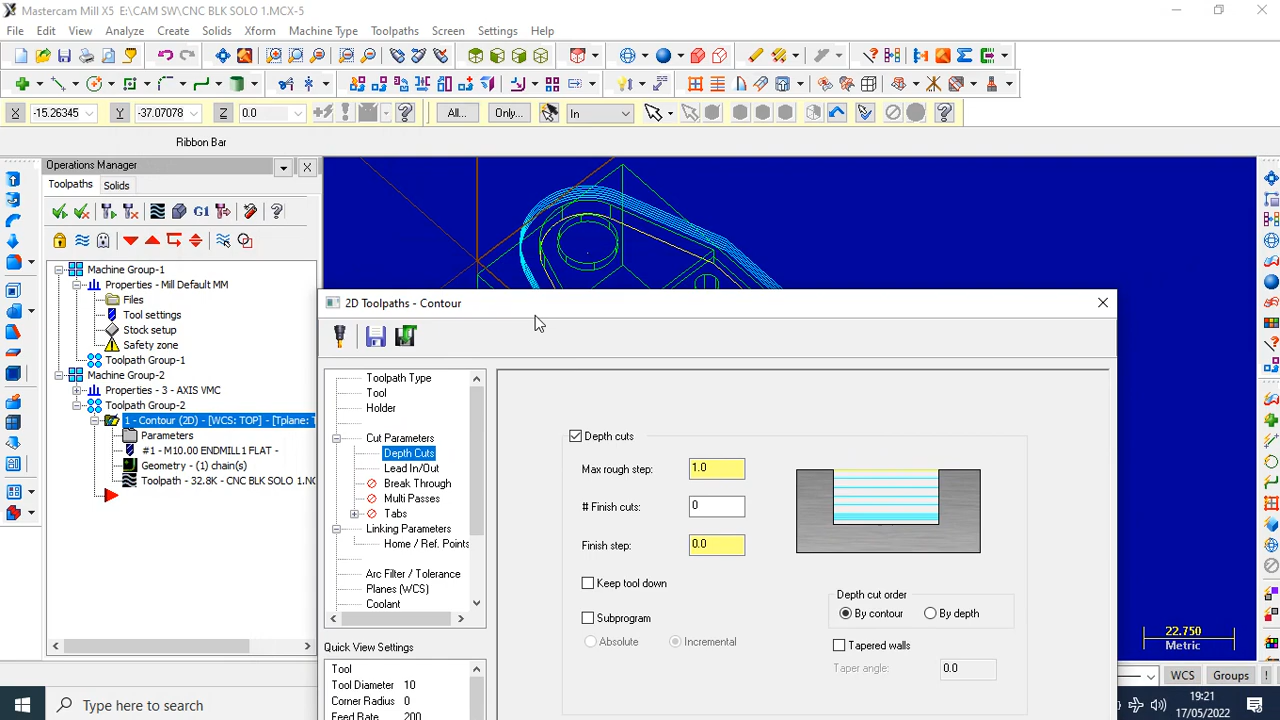 Mastercam Mill X5 E:\CAM SW\CNC BLK SOLO 1.MCX-5
File Edit View Analyze Create Solids Xform Machine Type Toolpaths Screen Settings Help
G1
X -15.26345 Y -37.07078 Z 0.0 All... Only... In
Ribbon Bar
Operations Manager
Toolpaths Solids
G1
Machine Group-1
Properties - Mill Default MM
Files
Tool settings
Stock setup
Safety zone
Toolpath Group-1
Machine Group-2
Properties - 3 - AXIS VMC
Toolpath Group-2
1 - Contour (2D) - [WCS: TOP] - [Tplane: T
Parameters
#1 - M10.00 ENDMILL1 FLAT -
Geometry - (1) chain(s)
Toolpath - 32.8K - CNC BLK SOLO 1.NC
2D Toolpaths - Contour
Toolpath Type
Tool
Holder
Cut Parameters
Depth Cuts
Lead In/Out
Break Through
Multi Passes
Tabs
Linking Parameters
Home / Ref. Points
Arc Filter / Tolerance
Planes (WCS)
Coolant
Quick View Settings
Tool
Tool Diameter 10
Corner Radius 0
Feed Rate 200
Depth cuts
Max rough step: 1.0
# Finish cuts: 0
Finish step: 0.0
Keep tool down
Subprogram
Absolute Incremental
Depth cut order
By contour By depth
Tapered walls
Taper angle: 0.0
22.750
Metric
WCS Groups !
Type here to search
19:21
17/05/2022